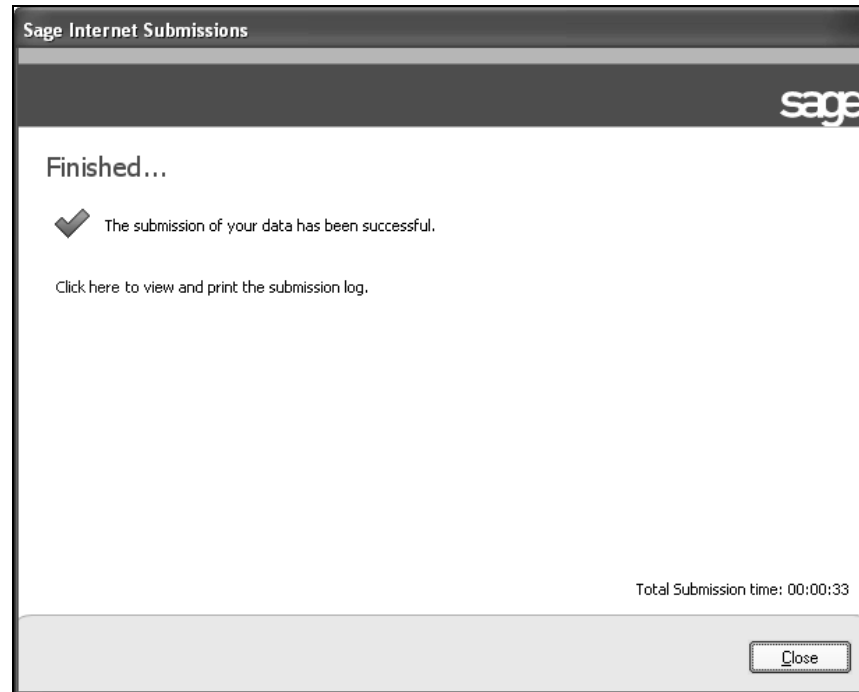 Sage Internet Submissions
sage
Finished...
The submission of your data has been successful.
Click here to view and print the submission log.
Total Submission time: 00:00:33
Close